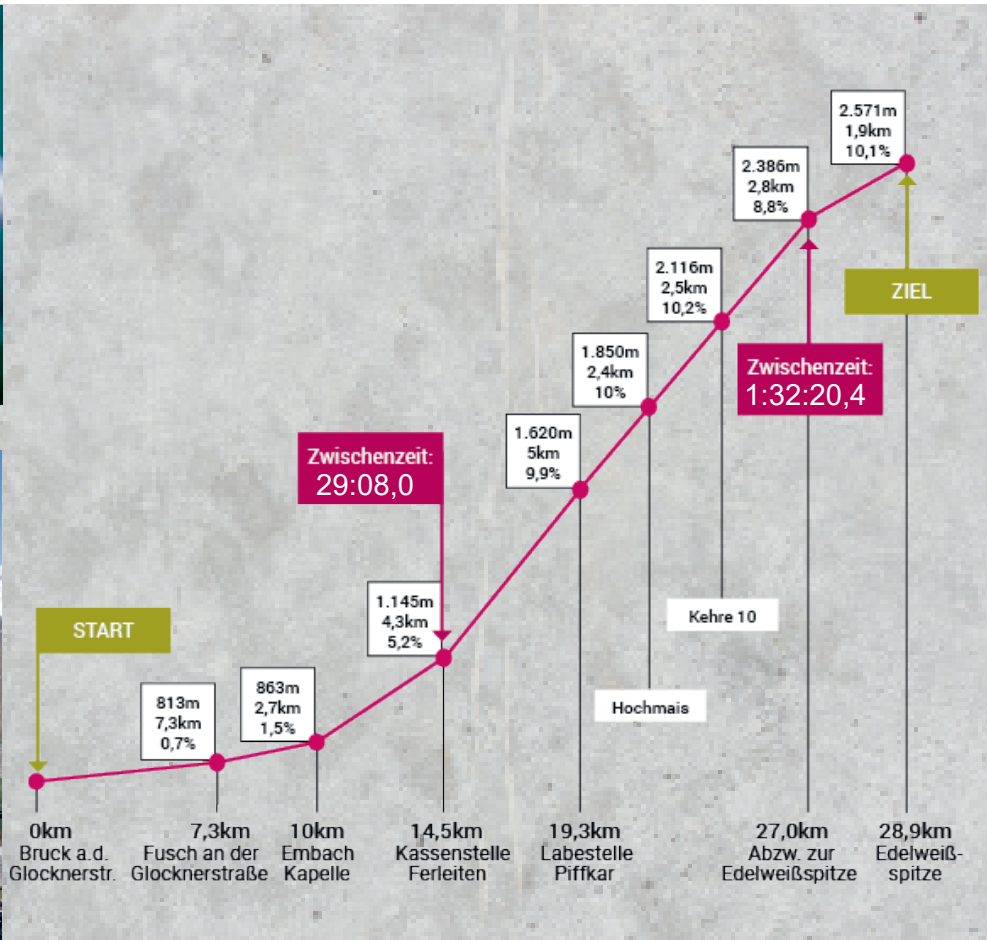 2.571m
1,9km
10,1%
2.386m
2,8km
8,8%
2.116m
2,5km
10,2%
ZIEL
1.850m
2,4km
10%
Zwischenzeit:
1:32:20,4
1.620m
5km
9,9%
Zwischenzeit:
29:08,0
1.145m
4,3km
5,2%
START
Kehre 10
863m
2,7km
1,5%
813m
7,3km
0,7%
Hochmais
0km
Bruck a.d.
Glocknerstr.
7,3km
Fusch an der
Glocknerstraße
10km
Embach
Kapelle
14,5km
Kassenstelle
Ferleiten
19,3km
Labestelle
Piffkar
27,0km
Abzw. zur
Edelweißspitze
28,9km
Edelweiß-
spitze